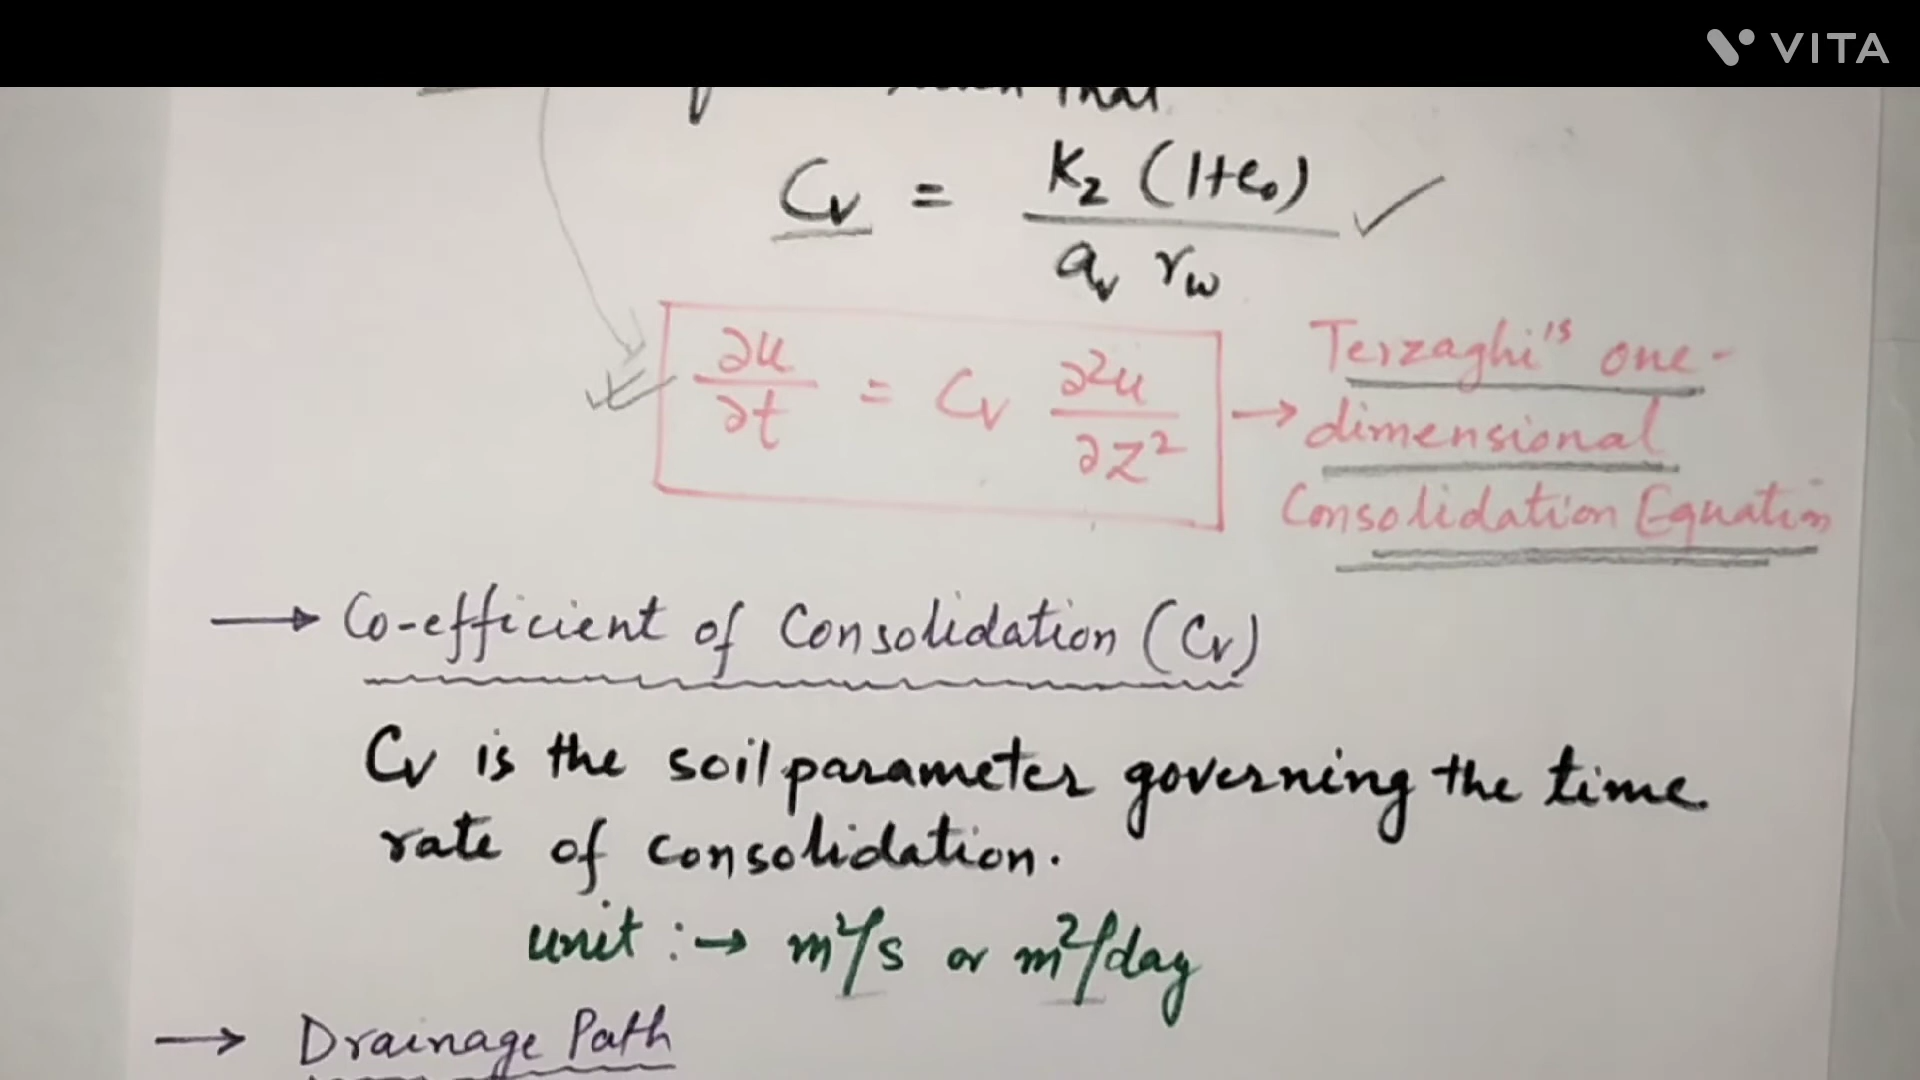 VITA
that
Cv = K2 (1+e₀)
av γw
∂u/∂t = Cv ∂²u/∂z² → Terzaghi's one-
dimensional
Consolidation Equation
→ Co-efficient of Consolidation (Cv)
Cv is the soil parameter governing the time
rate of consolidation.
unit :→ m²/s or m²/day
→ Drainage Path